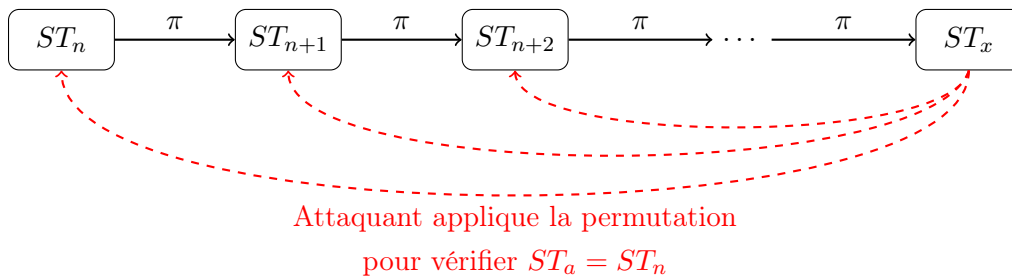 π π π π
ST_n ST_{n+1} ST_{n+2} ⋯ ST_x
Attaquant applique la permutation
pour vérifier ST_a = ST_n